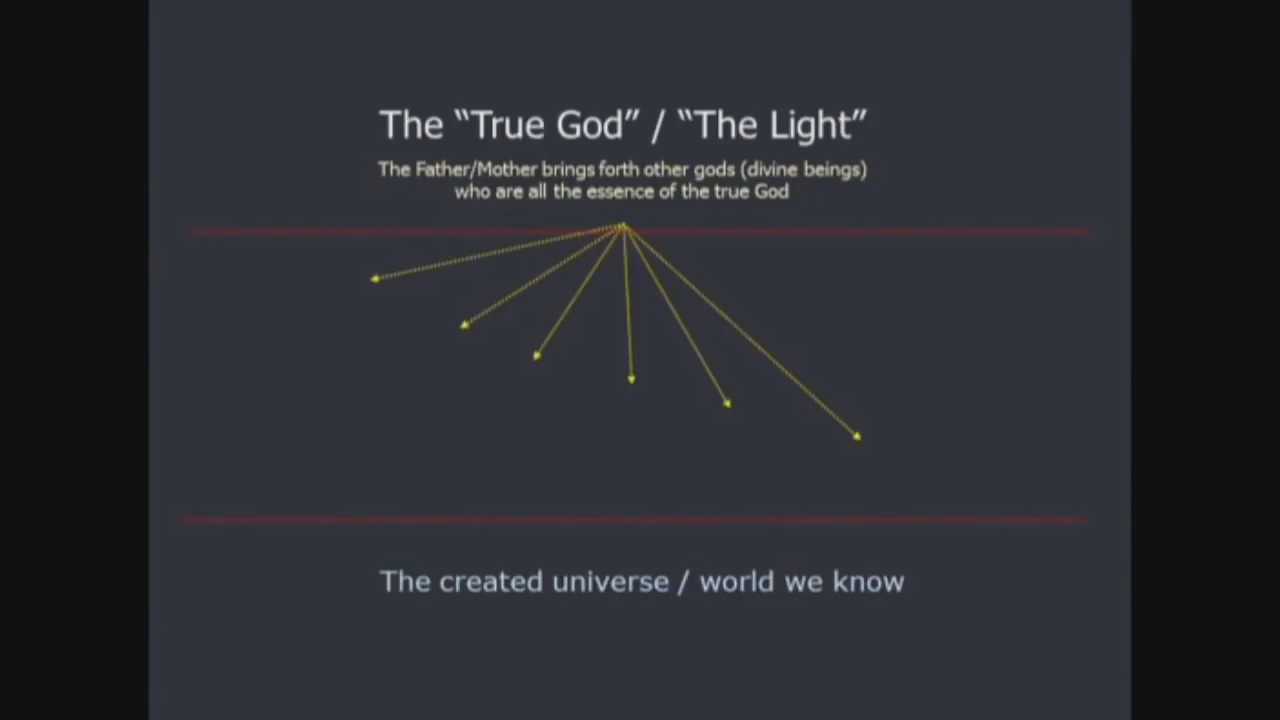 The “True God” / “The Light”
The Father/Mother brings forth other gods (divine beings)
who are all the essence of the true God
The created universe / world we know